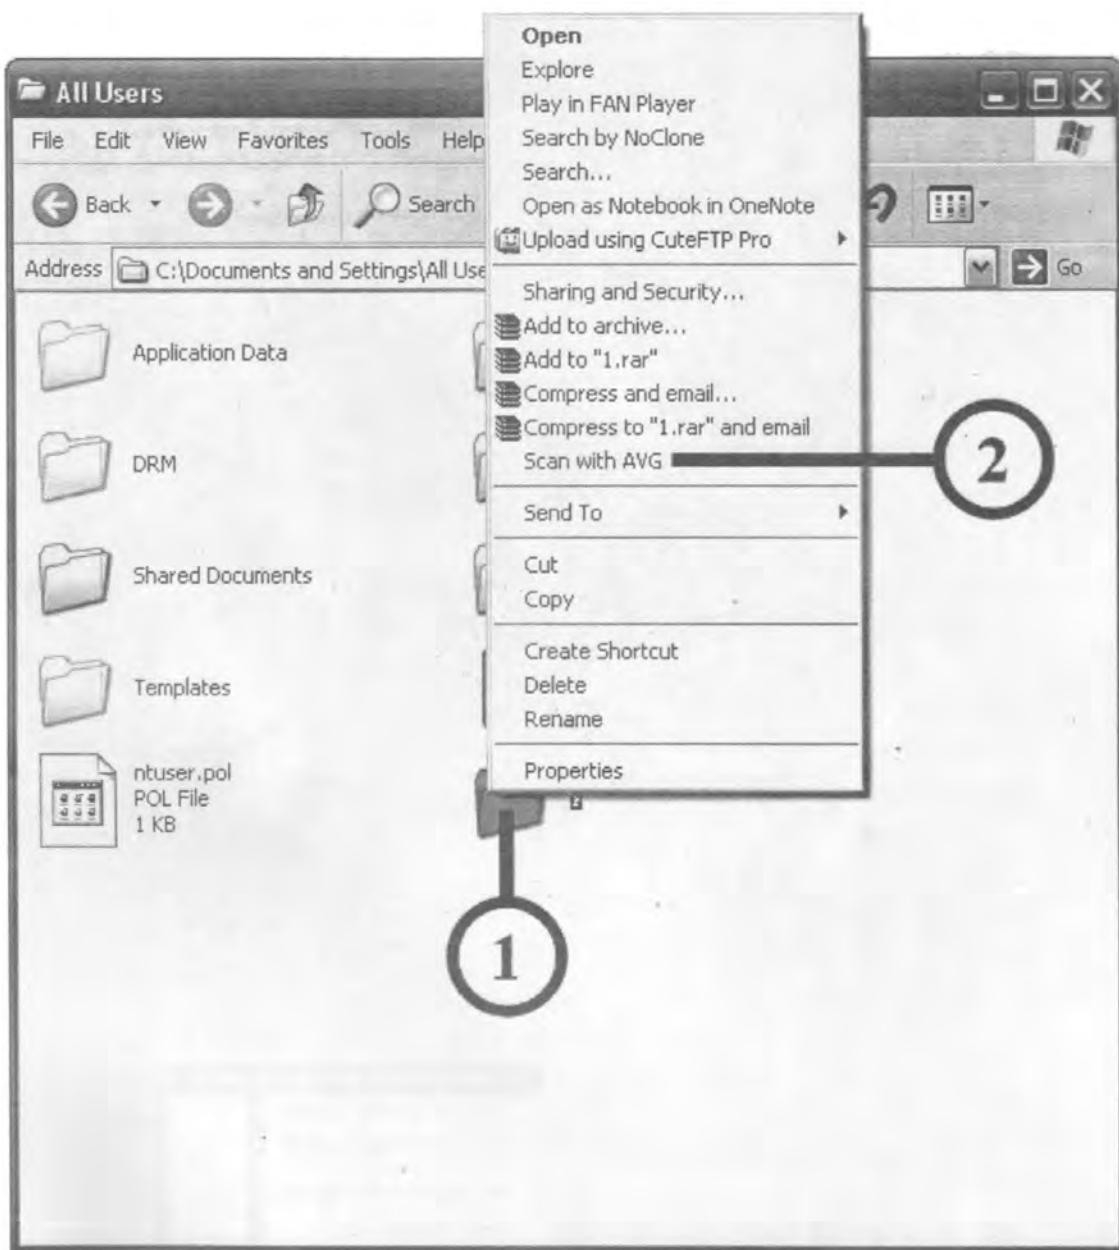 All Users
File Edit View Favorites Tools Help
Back Search
Address C:\Documents and Settings\All Go
Application Data
DRM
Shared Documents
Templates
ntuser.pol
POL File
1 KB
Open
Explore
Play in FAN Player
Search by NoClone
Search...
Open as Notebook in OneNote
Upload using CuteFTP Pro
Sharing and Security...
Add to archive...
Add to "1.rar"
Compress and email...
Compress to "1.rar" and email
Scan with AVG
Send To
Cut
Copy
Create Shortcut
Delete
Rename
Properties
1
2